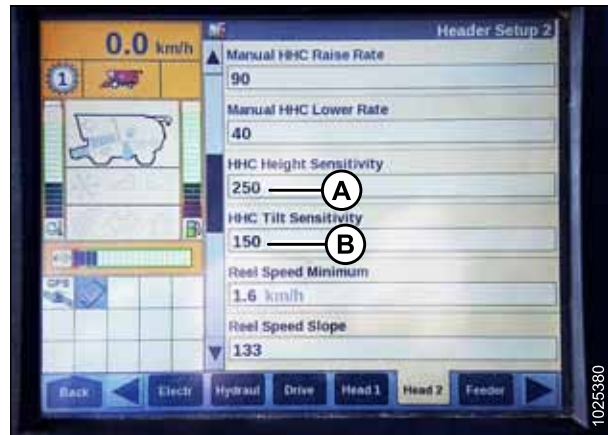 Header Setup 2
0.0 km/h
1
Manual HHC Raise Rate
90
Manual HHC Lower Rate
40
HHC Height Sensitivity
250
A
HHC Tilt Sensitivity
150
B
Reel Speed Minimum
1.6 km/h
Reel Speed Slope
133
GPS
Back
Electr
Hydraul
Drive
Head 1
Head 2
Feeder
1025380